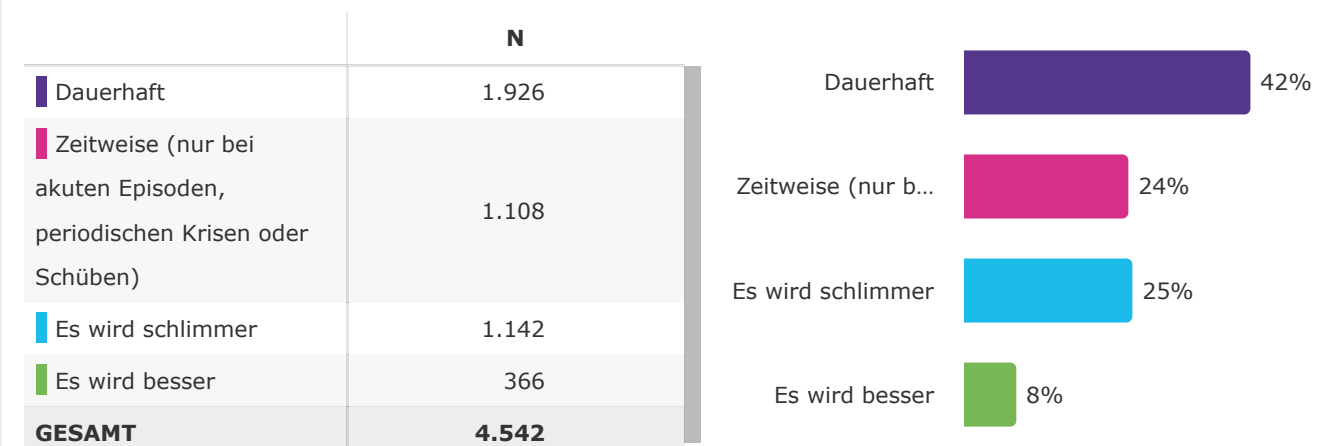 N
Dauerhaft 1.926
Zeitweise (nur bei
akuten Episoden,
periodischen Krisen oder
Schüben)
1.108
Es wird schlimmer 1.142
Es wird besser 366
GESAMT 4.542
Dauerhaft 42%
Zeitweise (nur b… 24%
Es wird schlimmer 25%
Es wird besser 8%